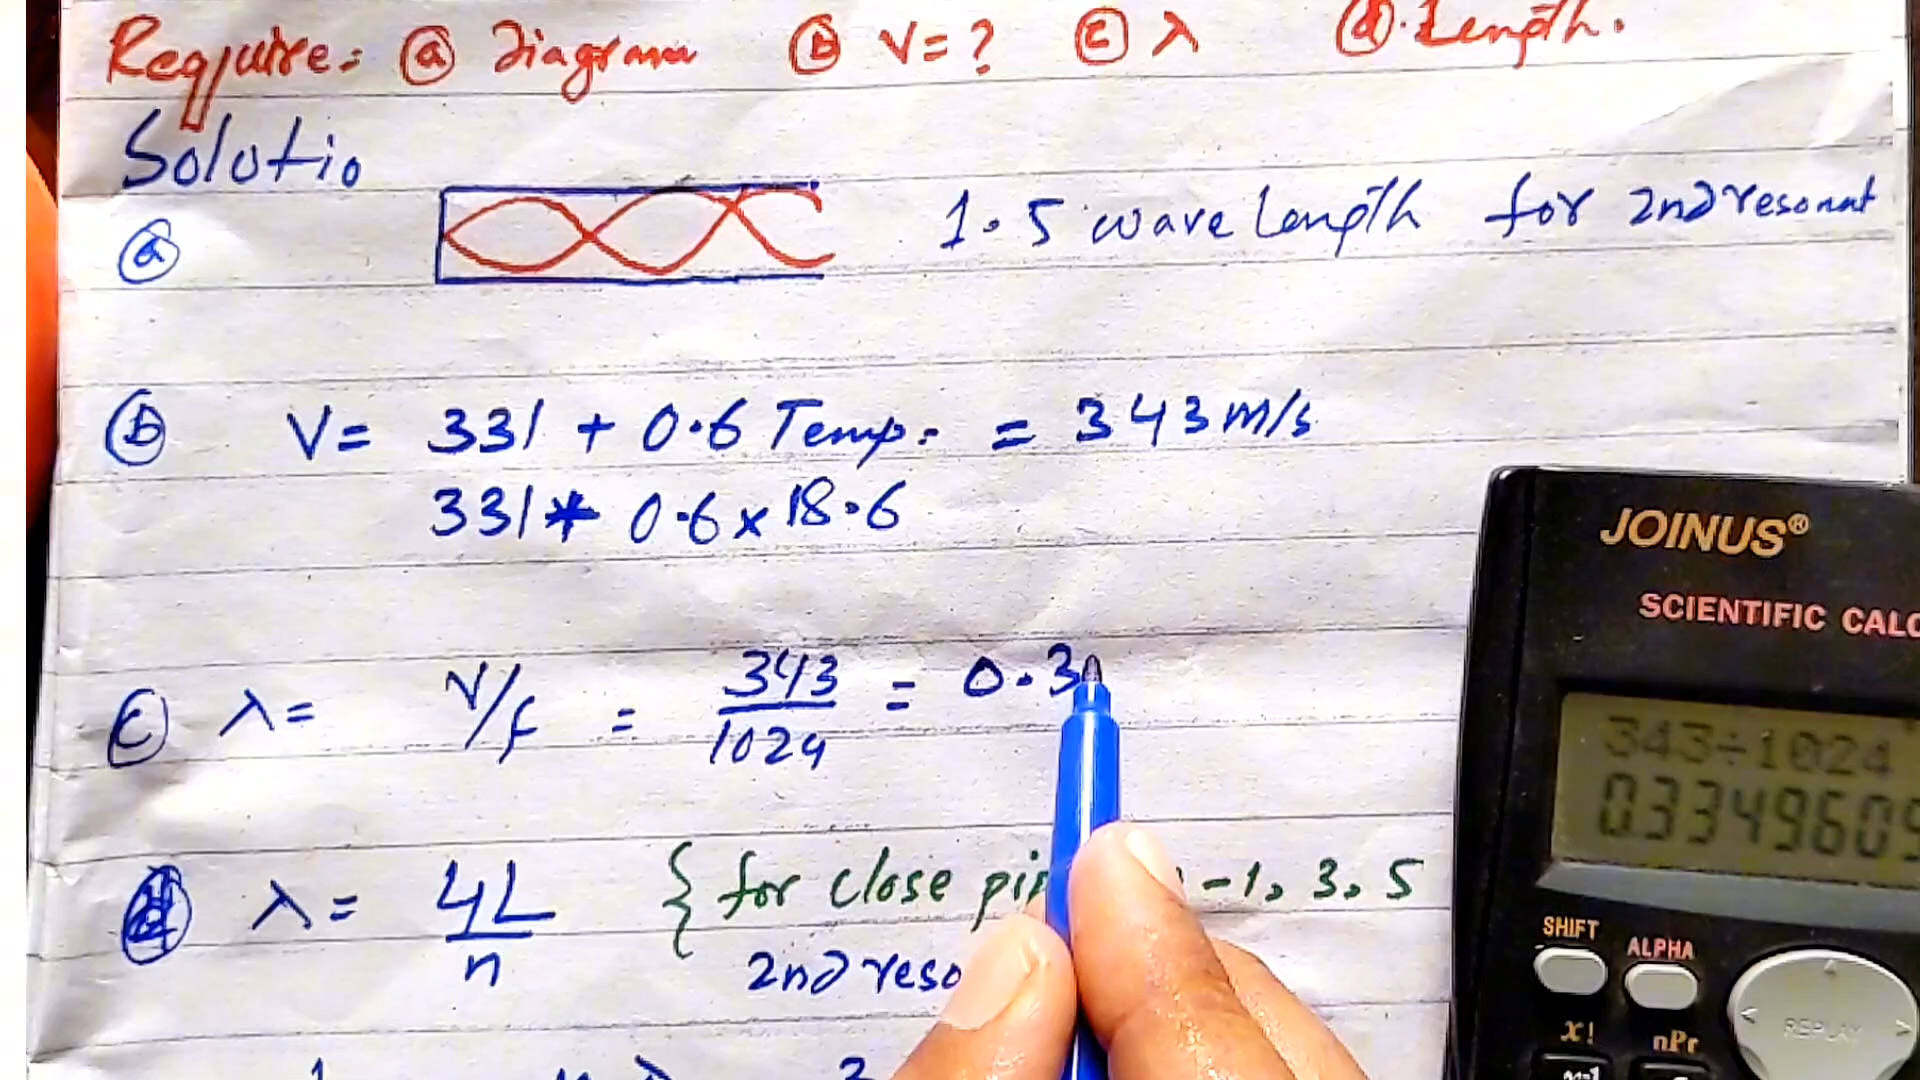 Require: ⓐ Diagram ⓑ V=? ⓒ λ ⓓ. Length.
Solutio
ⓐ 1.5 wave length for 2nd resonat
ⓑ V= 331 + 0.6 Temp. = 343 m/s
331* 0.6x 18.6
ⓒ λ= V/f = 343/1024 = 0.3
λ= 4L/n { for close pi -1, 3, 5
2nd reso
JOINUS®
SCIENTIFIC CALC
343÷1024
0.3349609
SHIFT
ALPHA
REPLAY
x!
nPr